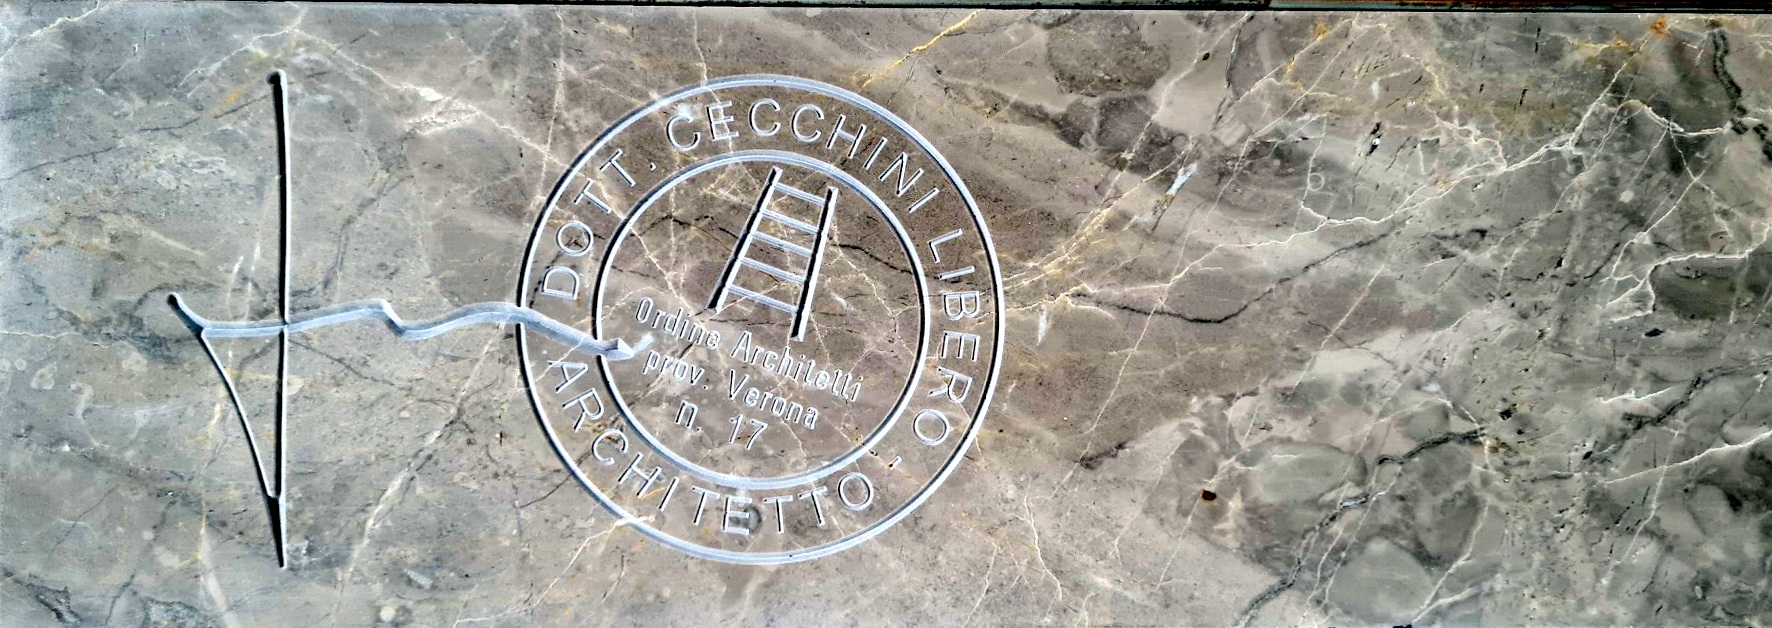 DOTT. CECCHINI LIBERO
ARCHITETTO
Ordine Architetti
prov. Verona
n. 17